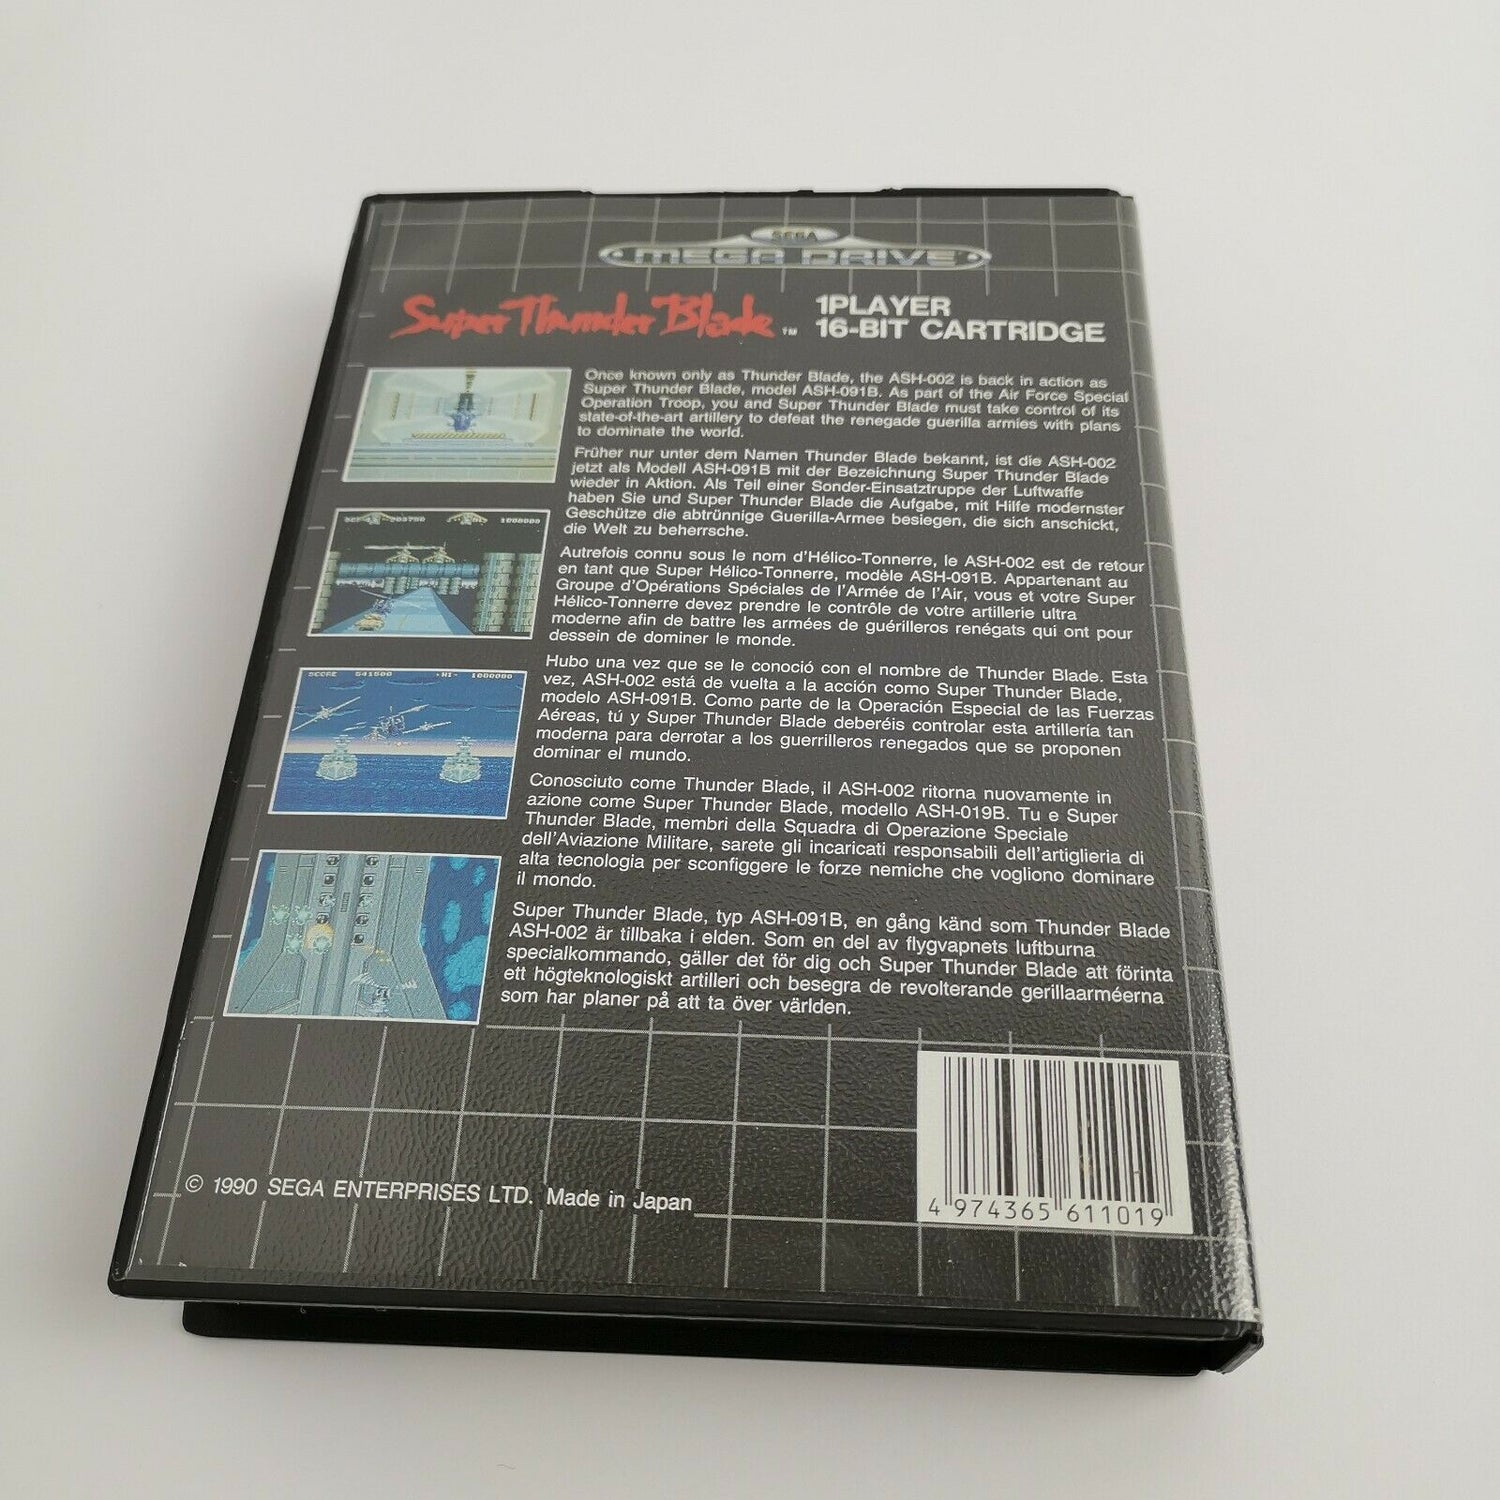 SEGA
MEGA DRIVE
Super Thunder Blade ™
1PLAYER
16-BIT CARTRIDGE
Once known only as Thunder Blade, the ASH-002 is back in action as
Super Thunder Blade, model ASH-091B. As part of the Air Force Special
Operation Troop, you and Super Thunder Blade must take control of its
state-of-the-art artillery to defeat the renegade guerilla armies with plans
to dominate the world.
Früher nur unter dem Namen Thunder Blade bekannt, ist die ASH-002
jetzt als Modell ASH-091B mit der Bezeichnung Super Thunder Blade
wieder in Aktion. Als Teil einer Sonder-Einsatztruppe der Luftwaffe
haben Sie und Super Thunder Blade die Aufgabe, mit Hilfe modernster
Geschütze die abtrünnige Guerilla-Armee besiegen, die sich anschickt,
die Welt zu beherrsche.
Autrefois connu sous le nom d'Hélico-Tonnerre, le ASH-002 est de retour
en tant que Super Hélico-Tonnerre, modèle ASH-091B. Appartenant au
Groupe d'Opérations Spéciales de l'Armée de l'Air, vous et votre Super
Hélico-Tonnerre devez prendre le contrôle de votre artillerie ultra
moderne afin de battre les armées de guérilleros renégats qui ont pour
dessein de dominer le monde.
Hubo una vez que se le conoció con el nombre de Thunder Blade. Esta
vez, ASH-002 está de vuelta a la acción como Super Thunder Blade,
modelo ASH-091B. Como parte de la Operación Especial de las Fuerzas
Aéreas, tú y Super Thunder Blade deberéis controlar esta artillería tan
moderna para derrotar a los guerrilleros renegados que se proponen
dominar el mundo.
SCORE 541500 HI 1000000
Conosciuto come Thunder Blade, il ASH-002 ritorna nuovamente in
azione come Super Thunder Blade, modello ASH-019B. Tu e Super
Thunder Blade, membri della Squadra di Operazione Speciale
dell'Aviazione Militare, sarete gli incaricati responsabili dell'artiglieria di
alta tecnologia per sconfiggere le forze nemiche che vogliono dominare
il mondo.
Super Thunder Blade, typ ASH-091B, en gång känd som Thunder Blade
ASH-002 är tillbaka i elden. Som en del av flygvapnets luftburna
specialkommando, gäller det för dig och Super Thunder Blade att förinta
ett högteknologiskt artilleri och besegra de revolterande gerillaarméerna
som har planer på att ta över världen.
© 1990 SEGA ENTERPRISES LTD. Made in Japan
4 974365 611019